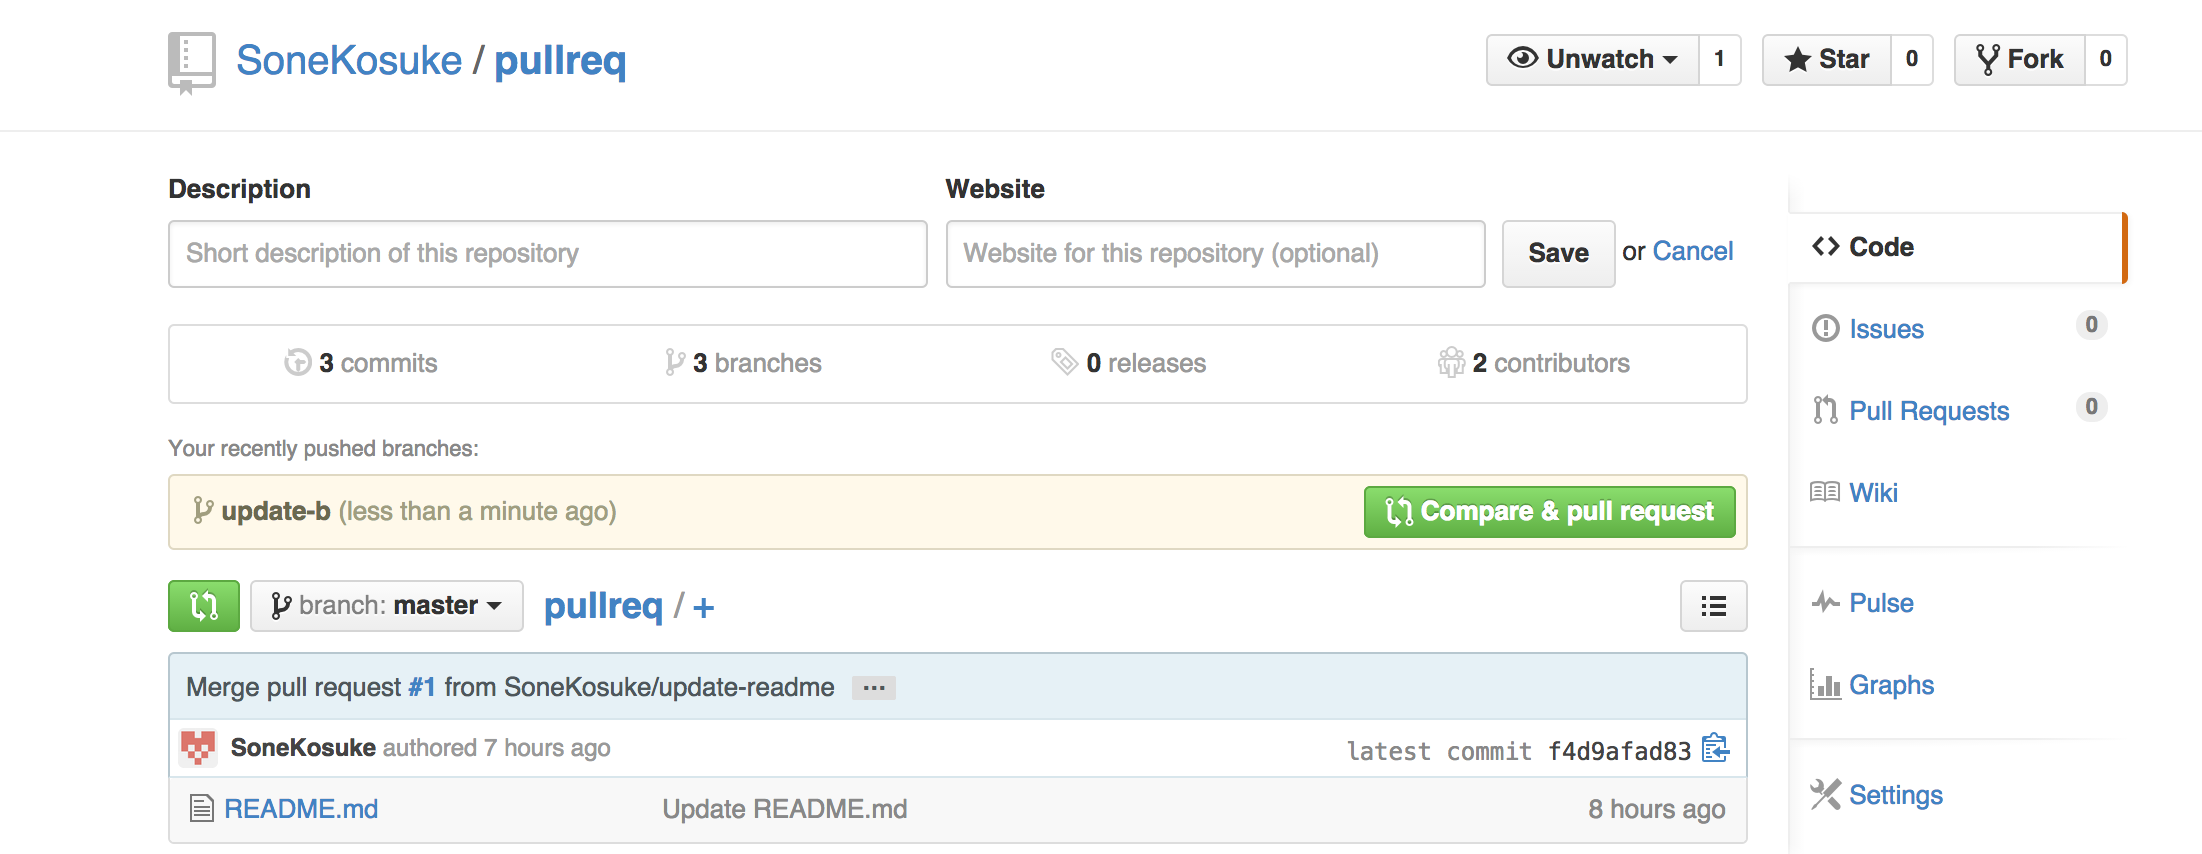 SoneKosuke / pullreq
Unwatch 1 Star 0 Fork 0
Description Website
Short description of this repository Website for this repository (optional) Save or Cancel
3 commits 3 branches 0 releases 2 contributors
Your recently pushed branches:
update-b (less than a minute ago) Compare & pull request
branch: master pullreq / +
Merge pull request #1 from SoneKosuke/update-readme ...
SoneKosuke authored 7 hours ago latest commit f4d9afad83
README.md Update README.md 8 hours ago
Code
Issues 0
Pull Requests 0
Wiki
Pulse
Graphs
Settings